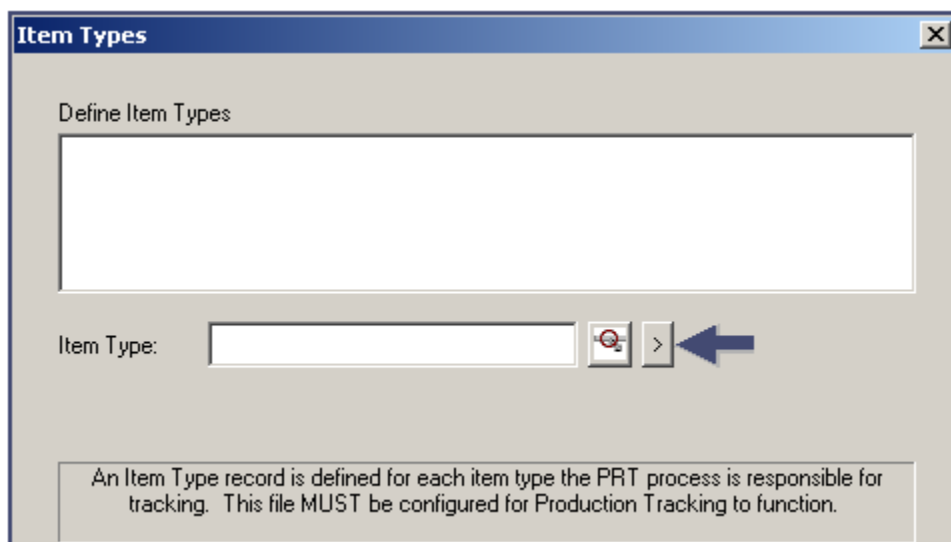 Item Types
Define Item Types
Item Type:
>
An Item Type record is defined for each item type the PRT process is responsible for
tracking.  This file MUST be configured for Production Tracking to function.